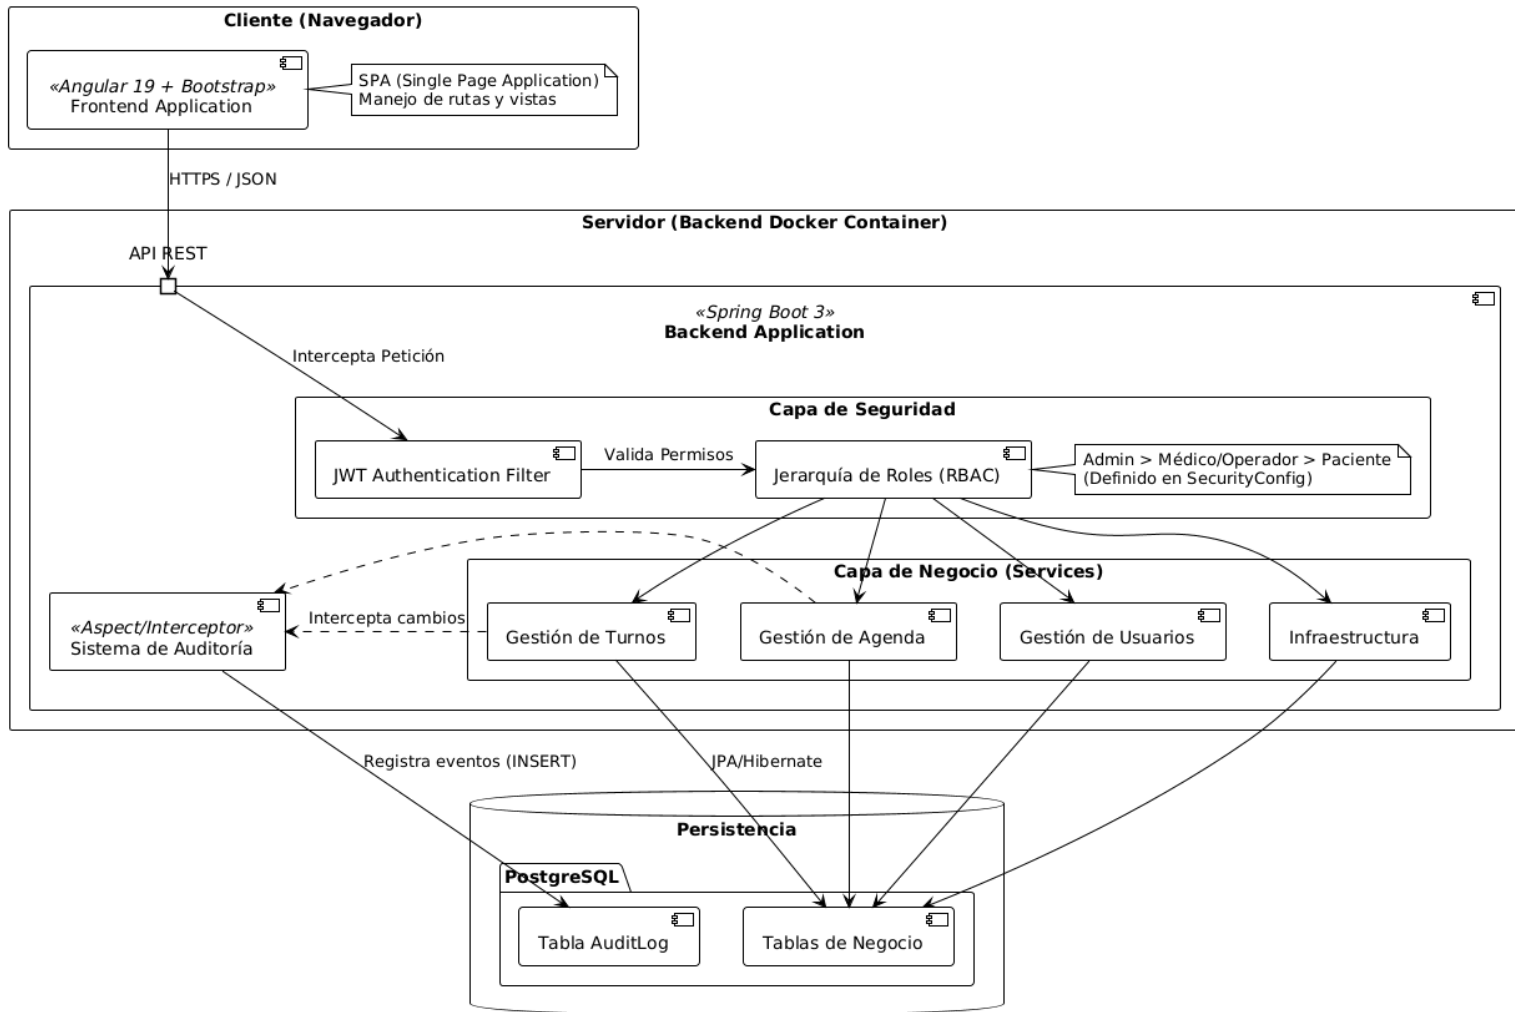 Cliente (Navegador)
«Angular 19 + Bootstrap»
Frontend Application
SPA (Single Page Application)
Manejo de rutas y vistas
HTTPS / JSON
Servidor (Backend Docker Container)
API REST
«Spring Boot 3»
Backend Application
Intercepta Petición
Capa de Seguridad
JWT Authentication Filter
Valida Permisos
Jerarquía de Roles (RBAC)
Admin > Médico/Operador > Paciente
(Definido en SecurityConfig)
Capa de Negocio (Services)
«Aspect/Interceptor»
Sistema de Auditoría
Intercepta cambios
Gestión de Turnos
Gestión de Agenda
Gestión de Usuarios
Infraestructura
Registra eventos (INSERT)
JPA/Hibernate
Persistencia
PostgreSQL
Tabla AuditLog
Tablas de Negocio